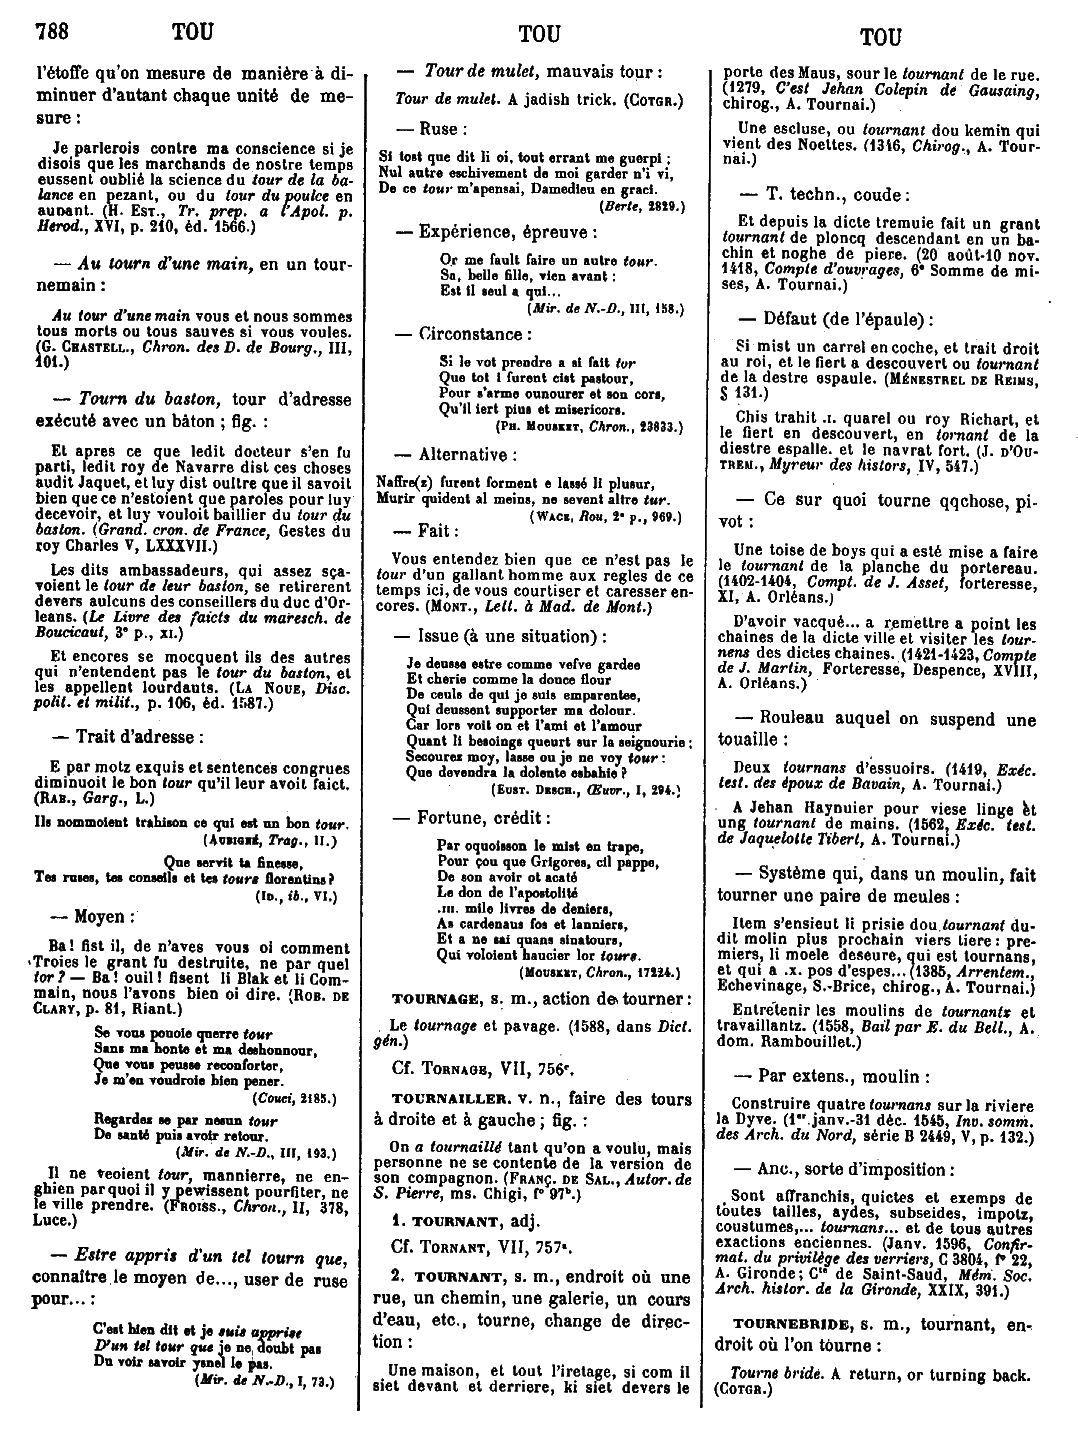 788 TOU TOU TOU
l'étoffe qu'on mesure de manière à di-
minuer d'autant chaque unité de me-
sure :
Je parlerois contre ma conscience si je
disois que les marchands de nostre temps
eussent oublié la science du tour de la ba-
lance en pezant, ou du tour du poulce en
aunant. (H. EST., Tr. prep. a l'Apol. p.
Herod., XVI, p. 210, éd. 1566.)
— Au tourn d'une main, en un tour-
nemain :
Au tour d'une main vous et nous sommes
tous morts ou tous sauves si vous voules.
(G. CHASTELL., Chron. des D. de Bourg., III,
101.)
— Tourn du baston, tour d'adresse
exécuté avec un bâton ; fig. :
Et apres ce que ledit docteur s'en fu
parti, ledit roy de Navarre dist ces choses
audit Jaquet, et luy dist oultre que il savoit
bien que ce n'estoient que paroles pour luy
decevoir, et luy vouloit baillier du tour du
baston. (Grand. cron. de France, Gestes du
roy Charles V, LXXXVII.)
Les dits ambassadeurs, qui assez sça-
voient le tour de leur baston, se retirerent
devers aulcuns des conseillers du duc d'Or-
leans. (Le Livre des faicts du maresch. de
Boucicaut, 3e p., XI.)
Et encores se mocquent ils des autres
qui n'entendent pas le tour du baston, et
les appellent lourdauts. (LA NOUE, Disc.
polit. et milit., p. 106, éd. 1587.)
— Trait d'adresse :
E par motz exquis et sentences congrues
diminuoit le bon tour qu'il leur avoit faict.
(RAB., Garg., L.)
Ils nommoient trahison ce qui est un bon tour.
(AUBIGNÉ, Trag., II.)
Que servit ta finesse,
Tes ruses, tes conseils et tes tours florentins ?
(ID., ib., VI.)
— Moyen :
Ba ! fist il, de n'aves vous oi comment
Troies le grant fu destruite, ne par quel
tor ? — Ba ! ouil ! fisent li Blak et li Com-
main, nous l'avons bien oi dire. (ROB. DE
CLARY, p. 81, Riant.)
Se vous pouoie querre tour
Sans ma honte et ma deshonnour,
Que vous peusse reconforter,
Je m'en voudroie bien pener.
(Couci, 2185.)
Regardez se par nesun tour
De santé puis avoir retour.
(Mir. de N.-D., III, 193.)
Il ne veoient tour, mannierre, ne en-
ghien par quoi il y pewissent pourfiter, ne
le ville prendre. (FROISS., Chron., II, 378,
Luce.)
— Estre appris d'un tel tourn que,
connaître le moyen de..., user de ruse
pour... :
C'est bien dit et je suis apprise
D'un tel tour que je ne doubt pas
Du voir savoir ysnel le pas.
(Mir. de N.-D., I, 73.)
— Tour de mulet, mauvais tour :
Tour de mulet. A jadish trick. (COTGR.)
— Ruse :
Si tost que dit li oi, tout errant me guerpi ;
Nul autre eschivement de moi garder n'i vi,
De ce tour m'apensai, Damedieu en graci.
(Berte, 2829.)
— Expérience, épreuve :
Or me fault faire un autre tour.
Sa, belle fille, vien avant :
Est il seul a qui...
(Mir. de N.-D., III, 158.)
— Circonstance :
Si le vot prendre a si fait tor
Que tot i furent cist pastour,
Pour s'arme ounourer et son cors,
Qu'il iert pius et misericors.
(PH. MOUSKET, Chron., 23833.)
— Alternative :
Naffre(z) furent forment e lassé li plusur,
Murir quident al meins, ne sevent altre tur.
(WACE, Rou, 2e p., 969.)
— Fait :
Vous entendez bien que ce n'est pas le
tour d'un gallant homme aux regles de ce
temps ici, de vous courtiser et caresser en-
cores. (MONT., Lett. à Mad. de Mont.)
— Issue (à une situation) :
Je deusse estre comme vefve gardee
Et cherie comme la douce flour
De ceuls de qui je suis emparentee,
Qui deussent supporter ma dolour.
Car lors voit on et l'ami et l'amour
Quant li besoings queurt sur la seignourie ;
Secourez moy, lasse ou je ne voy tour :
Que devendra la dolente esbahie ?
(EUST. DESCH., Œuvr., I, 294.)
— Fortune, crédit :
Par oquoisson le mist en trape,
Pour çou que Grigores, cil pappe,
De son avoir ot acaté
Le don de l'apostolité
.III. mile livres de deniers,
As cardenaus fos et lanniers,
Et a ne sai quans sinatours,
Qui voloient haucier lor tours.
(MOUSKET, Chron., 17224.)
TOURNAGE, s. m., action de tourner :
Le tournage et pavage. (1588, dans Dict.
gén.)
Cf. TORNAGE, VII, 756c.
TOURNAILLER. v. n., faire des tours
à droite et à gauche ; fig. :
On a tournaillé tant qu'on a voulu, mais
personne ne se contente de la version de
son compagnon. (FRANÇ. DE SAL., Autor. de
S. Pierre, ms. Chigi, fo 97b.)
1. TOURNANT, adj.
Cf. TORNANT, VII, 757a.
2. TOURNANT, s. m., endroit où une
rue, un chemin, une galerie, un cours
d'eau, etc., tourne, change de direc-
tion :
Une maison, et tout l'iretage, si com il
siet devant et derriere, ki siet devers le
porte des Maus, sour le tournant de le rue.
(1279, C'est Jehan Colepin de Gausaing,
chirog., A. Tournai.)
Une escluse, ou tournant dou kemin qui
vient des Noettes. (1316, Chirog., A. Tour-
nai.)
— T. techn., coude :
Et depuis la dicte tremuie fait un grant
tournant de ploncq descendant en un ba-
chin et noghe de piere. (20 août-10 nov.
1418, Compte d'ouvrages, 6e Somme de mi-
ses, A. Tournai.)
— Défaut (de l'épaule) :
Si mist un carrel en coche, et trait droit
au roi, et le fiert a descouvert ou tournant
de la destre espaule. (MÉNESTREL DE REIMS,
§ 131.)
Chis trahit .I. quarel ou roy Richart, et
le fiert en descouvert, en tornant de la
diestre espalle. et le navrat fort. (J. D'OU-
TREM., Myreur des histors, IV, 547.)
— Ce sur quoi tourne qqchose, pi-
vot :
Une toise de boys qui a esté mise a faire
le tournant de la planche du portereau.
(1402-1404, Compt. de J. Asset, forteresse,
XI, A. Orléans.)
D'avoir vacqué... a remettre a point les
chaines de la dicte ville et visiter les tour-
nens des dictes chaines. (1421-1423, Compte
de J. Martin, Forteresse, Despence, XVIII,
A. Orléans.)
— Rouleau auquel on suspend une
touaille :
Deux tournans d'essuoirs. (1419, Exéc.
test. des époux de Bavain, A. Tournai.)
A Jehan Haynuier pour viese linge et
ung tournant de mains. (1562, Exéc. test.
de Jaquelotte Tibert, A. Tournai.)
— Système qui, dans un moulin, fait
tourner une paire de meules :
Item s'ensieut li prisie dou tournant du-
dit molin plus prochain viers tiere : pre-
miers, li moele deseure, qui est tournans,
et qui a .x. pos d'espes... (1385, Arrentem.,
Echevinage, S.-Brice, chirog., A. Tournai.)
Entretenir les moulins de tournantz et
travaillantz. (1558, Bail par E. du Bell., A.
dom. Rambouillet.)
— Par extens., moulin :
Construire quatre tournans sur la riviere
la Dyve. (1er janv.-31 déc. 1545, Inv. somm.
des Arch. du Nord, série B 2449, V, p. 132.)
— Anc., sorte d'imposition :
Sont affranchis, quictes et exemps de
toutes tailles, aydes, subseides, impotz,
coustumes,... tournans... et de tous autres
exactions enciennes. (Janv. 1596, Confir-
mat. du privilège des verriers, C 3804, fo 22,
A. Gironde ; Cte de Saint-Saud, Mém. Soc.
Arch. histor. de la Gironde, XXIX, 391.)
TOURNEBRIDE, s. m., tournant, en-
droit où l'on tourne :
Tourne bride. A return, or turning back.
(COTGR.)